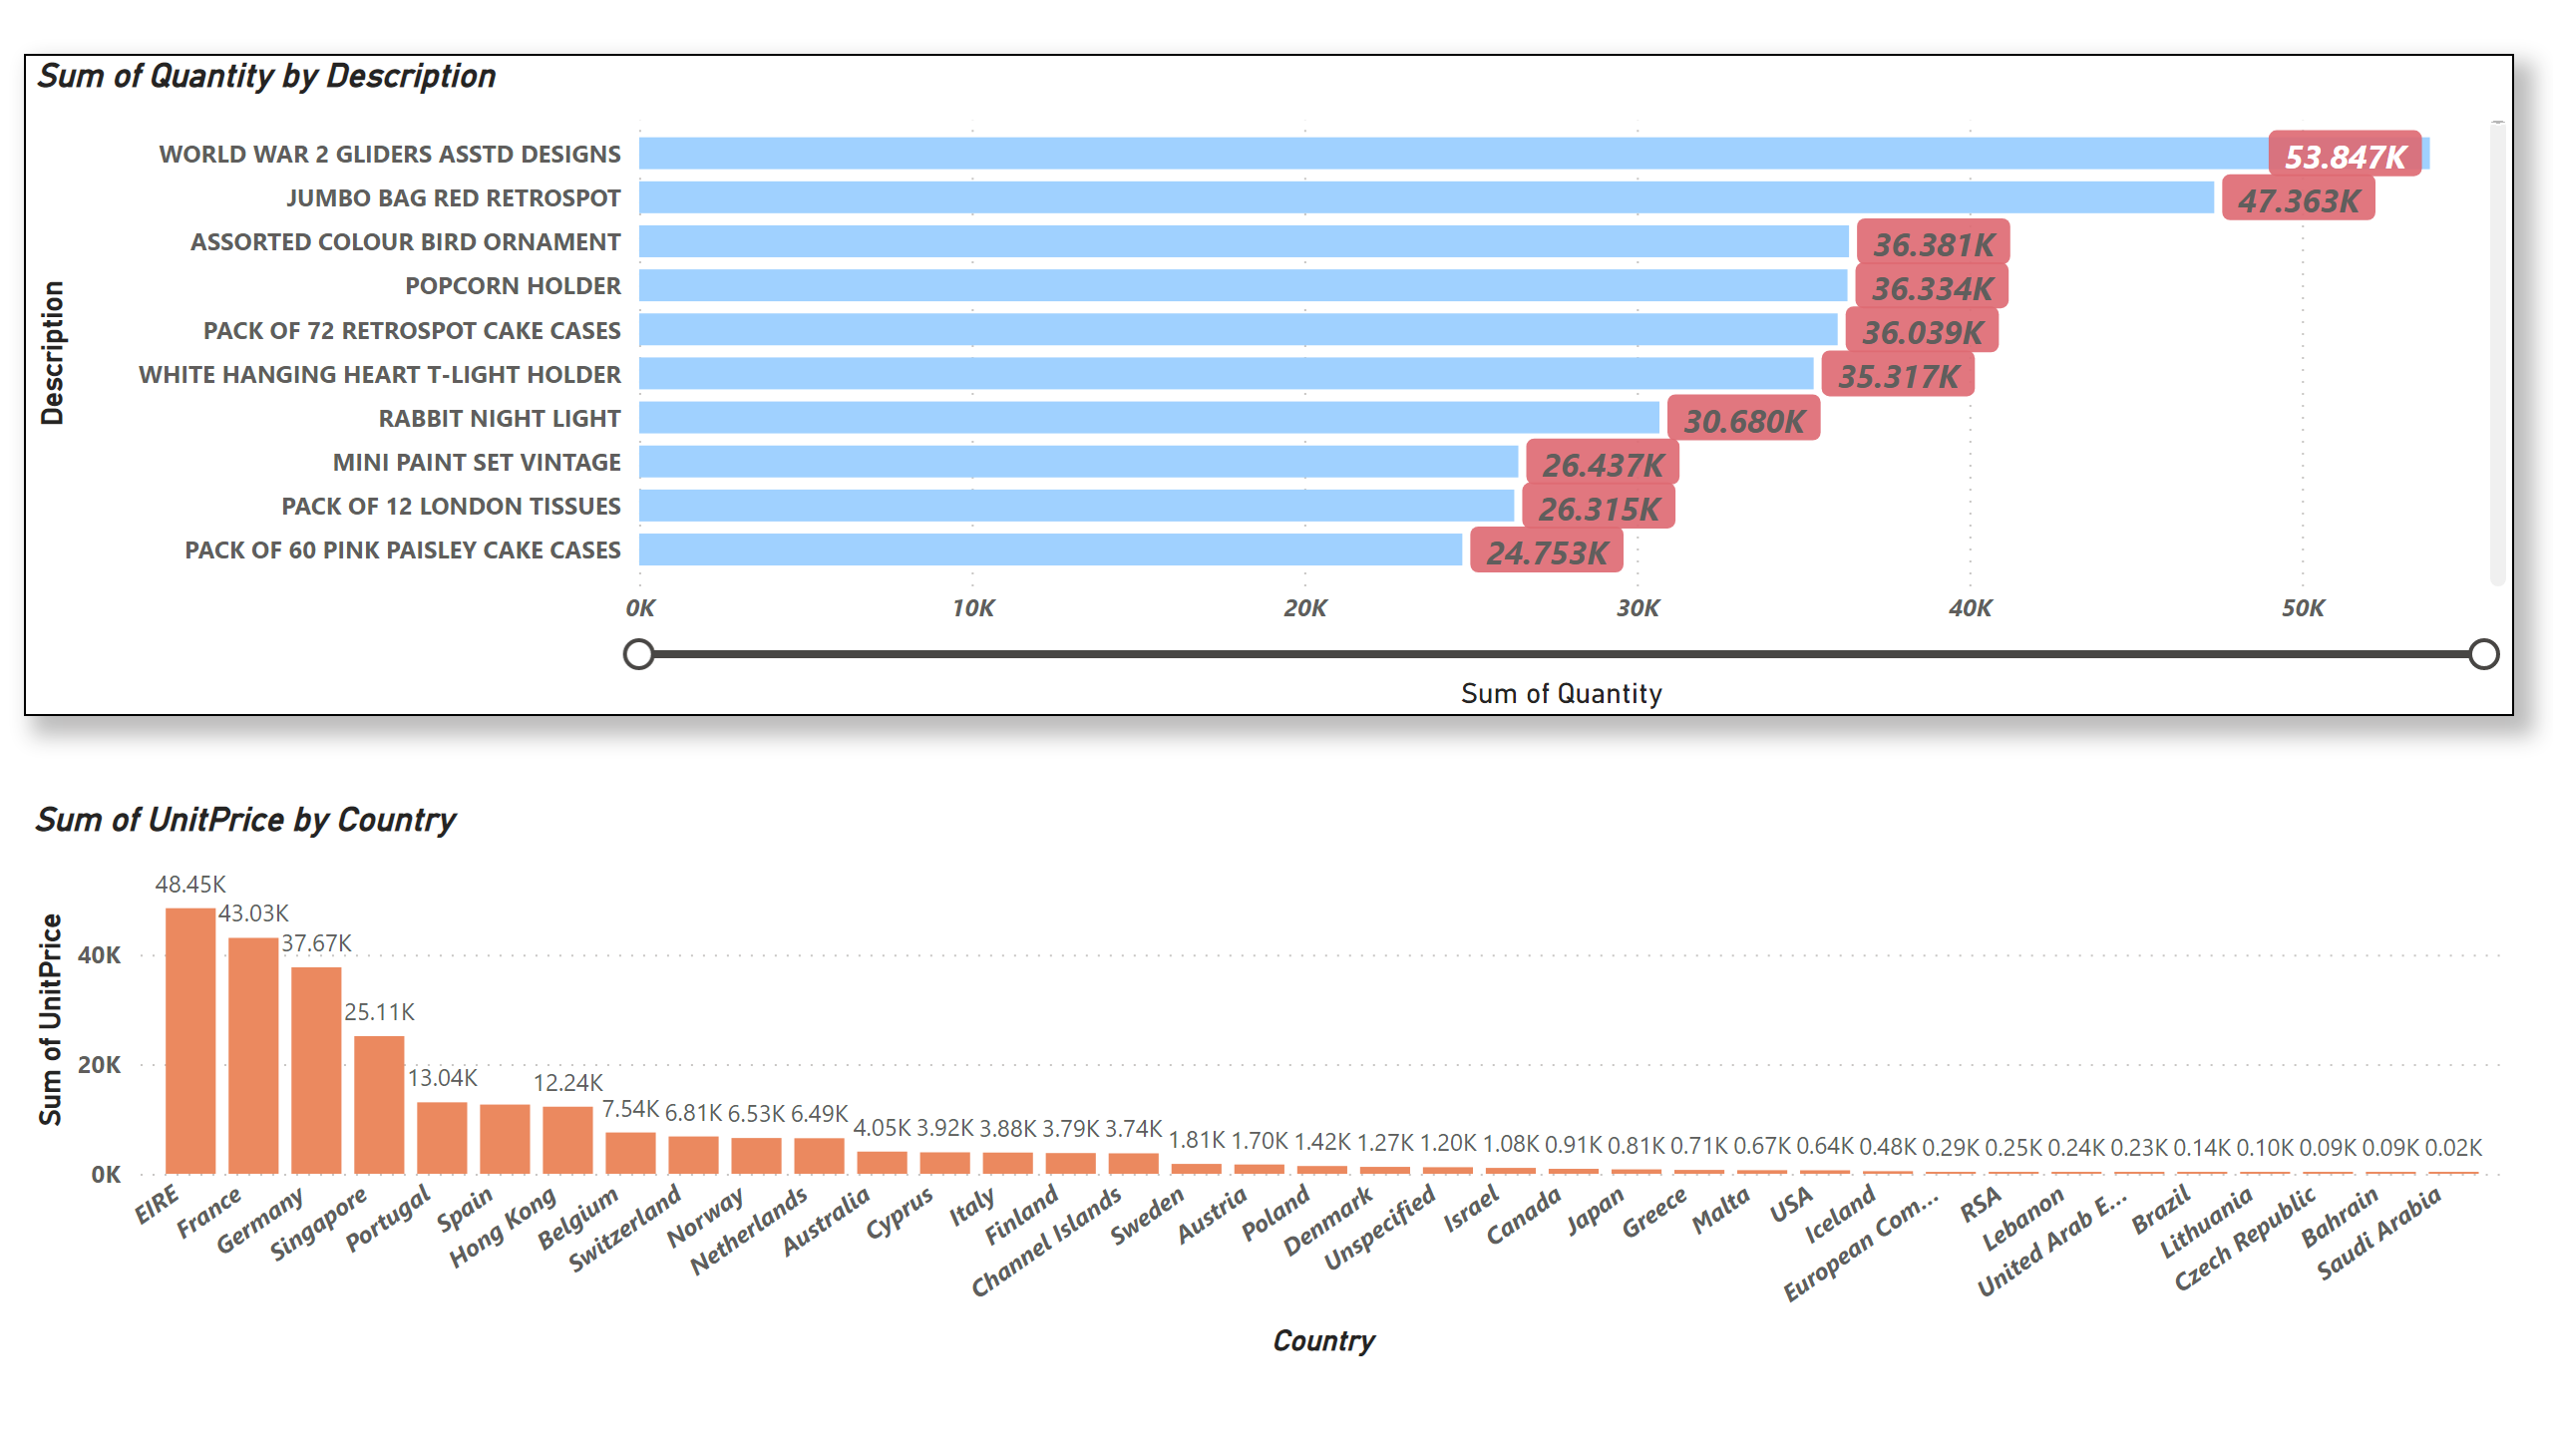 Sum of Quantity by Description
Description
WORLD WAR 2 GLIDERS ASSTD DESIGNS 53.847K
JUMBO BAG RED RETROSPOT 47.363K
ASSORTED COLOUR BIRD ORNAMENT 36.381K
POPCORN HOLDER 36.334K
PACK OF 72 RETROSPOT CAKE CASES 36.039K
WHITE HANGING HEART T-LIGHT HOLDER 35.317K
RABBIT NIGHT LIGHT 30.680K
MINI PAINT SET VINTAGE 26.437K
PACK OF 12 LONDON TISSUES 26.315K
PACK OF 60 PINK PAISLEY CAKE CASES 24.753K
0K 10K 20K 30K 40K 50K
Sum of Quantity
Sum of UnitPrice by Country
Sum of UnitPrice
40K
20K
0K
48.45K 43.03K 37.67K 25.11K 13.04K 12.24K 7.54K 6.81K 6.53K 6.49K 4.05K 3.92K 3.88K 3.79K 3.74K 1.81K 1.70K 1.42K 1.27K 1.20K 1.08K 0.91K 0.81K 0.71K 0.67K 0.64K 0.48K 0.29K 0.25K 0.24K 0.23K 0.14K 0.10K 0.09K 0.09K 0.02K
EIRE France Germany Singapore Portugal Spain Hong Kong Belgium Switzerland Norway Netherlands Australia Cyprus Italy Finland Channel Islands Sweden Austria Poland Denmark Unspecified Israel Canada Japan Greece Malta USA Iceland European Com... RSA Lebanon United Arab E... Brazil Lithuania Czech Republic Bahrain Saudi Arabia
Country